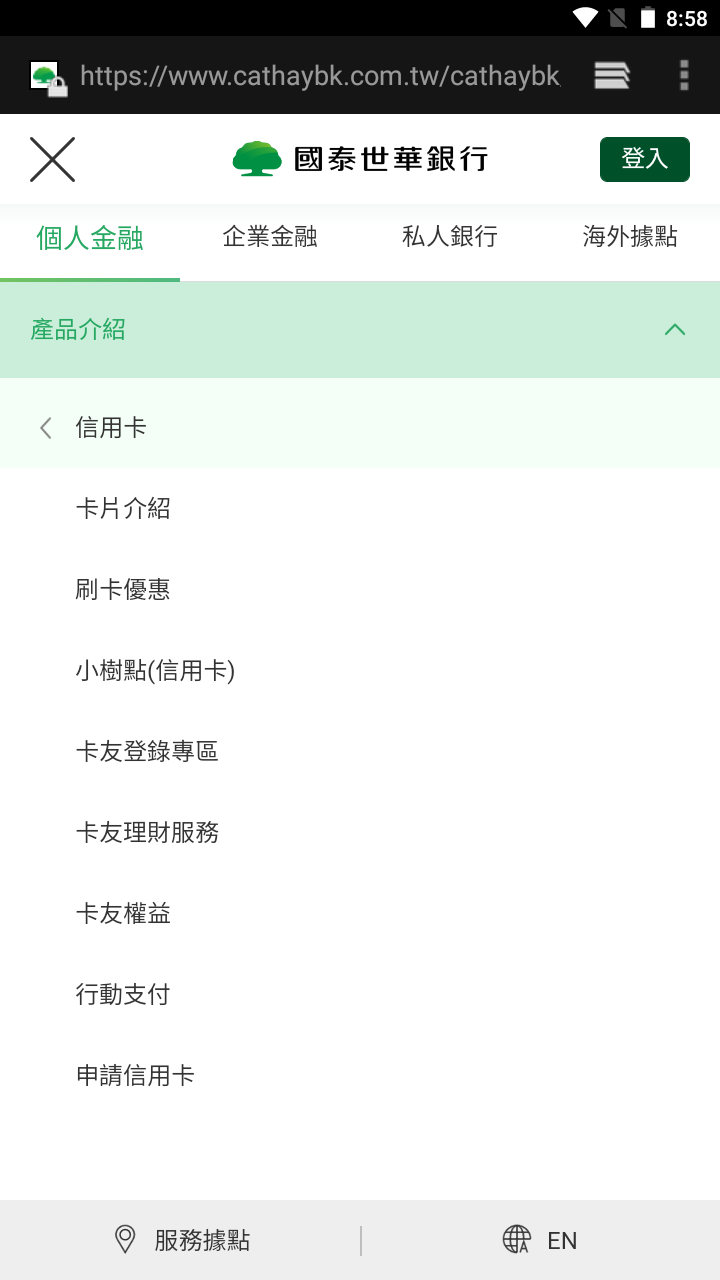 8:58
https://www.cathaybk.com.tw/cathaybk
國泰世華銀行
登入
個人金融
企業金融
私人銀行
海外據點
產品介紹
信用卡
卡片介紹
刷卡優惠
小樹點(信用卡)
卡友登錄專區
卡友理財服務
卡友權益
行動支付
申請信用卡
服務據點
EN